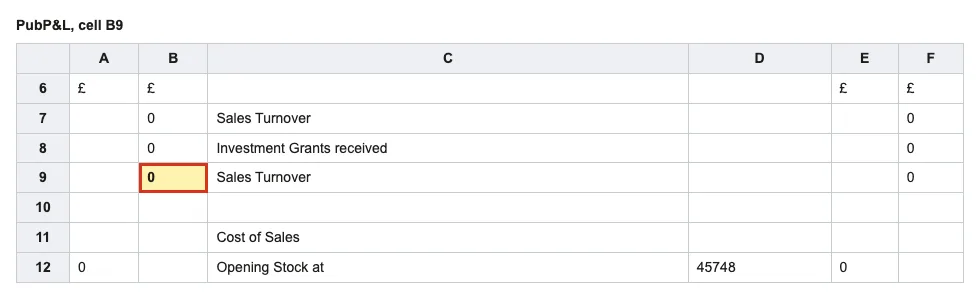 PubP&L, cell B9
A B C D E F
6 £ £ £ £
7 0 Sales Turnover 0
8 0 Investment Grants received 0
9 0 Sales Turnover 0
10
11 Cost of Sales
12 0 Opening Stock at 45748 0